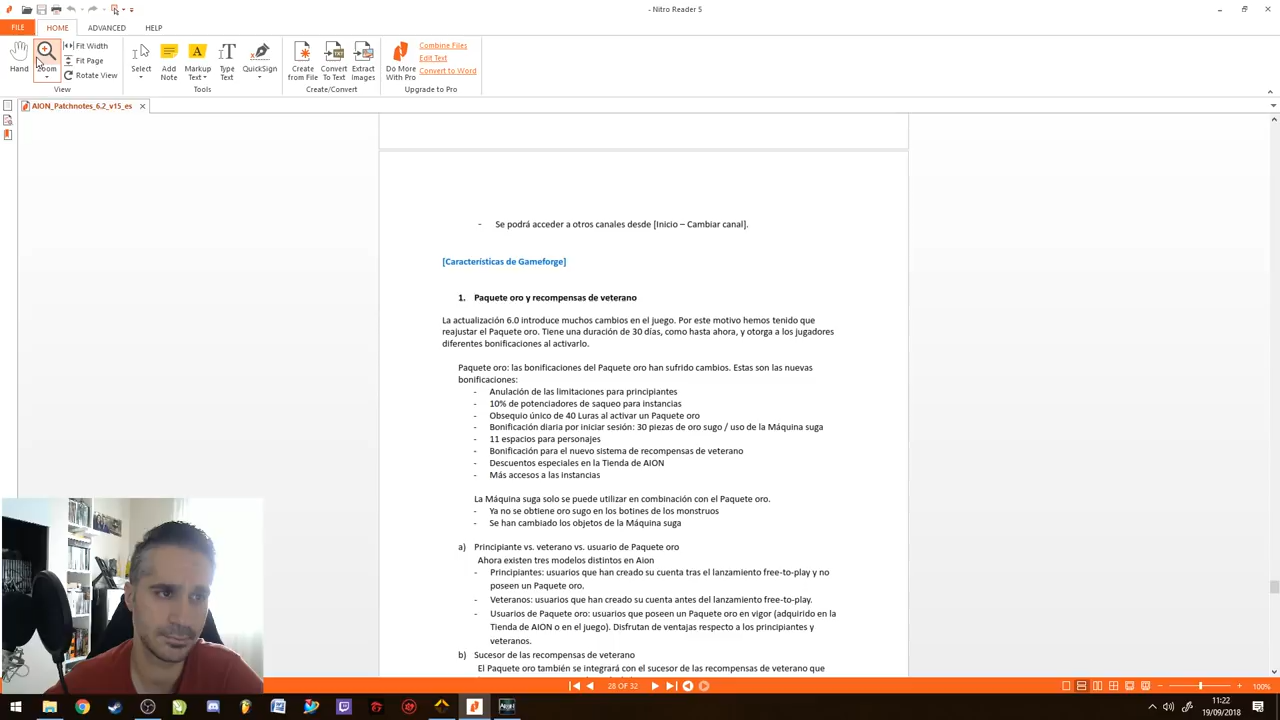 - Nitro Reader 5
FILE
HOME
ADVANCED
HELP
Hand
Zoom
Fit Width
Fit Page
Rotate View
View
Select
Add Note
Markup Text
Type Text
QuickSign
Tools
Create from File
Convert To Text
Extract Images
Create/Convert
Do More With Pro
Combine Files
Edit Text
Convert to Word
Upgrade to Pro
AION_Patchnotes_6,2_v15_es
- Se podrá acceder a otros canales desde [Inicio – Cambiar canal].
[Características de Gameforge]
1. Paquete oro y recompensas de veterano
La actualización 6.0 introduce muchos cambios en el juego. Por este motivo hemos tenido que
reajustar el Paquete oro. Tiene una duración de 30 días, como hasta ahora, y otorga a los jugadores
diferentes bonificaciones al activarlo.
Paquete oro: las bonificaciones del Paquete oro han sufrido cambios. Estas son las nuevas
bonificaciones:
- Anulación de las limitaciones para principiantes
- 10% de potenciadores de saqueo para instancias
- Obsequio único de 40 Luras al activar un Paquete oro
- Bonificación diaria por iniciar sesión: 30 piezas de oro sugo / uso de la Máquina suga
- 11 espacios para personajes
- Bonificación para el nuevo sistema de recompensas de veterano
- Descuentos especiales en la Tienda de AION
- Más accesos a las instancias
La Máquina suga solo se puede utilizar en combinación con el Paquete oro.
- Ya no se obtiene oro sugo en los botines de los monstruos
- Se han cambiado los objetos de la Máquina suga
a) Principiante vs. veterano vs. usuario de Paquete oro
Ahora existen tres modelos distintos en Aion
- Principiantes: usuarios que han creado su cuenta tras el lanzamiento free-to-play y no
poseen un Paquete oro.
- Veteranos: usuarios que han creado su cuenta antes del lanzamiento free-to-play.
- Usuarios de Paquete oro: usuarios que poseen un Paquete oro en vigor (adquirido en la
Tienda de AION o en el juego). Disfrutan de ventajas respecto a los principiantes y
veteranos.
b) Sucesor de las recompensas de veterano
El Paquete oro también se integrará con el sucesor de las recompensas de veterano que
28 OF 32
100%
11:22
19/09/2018